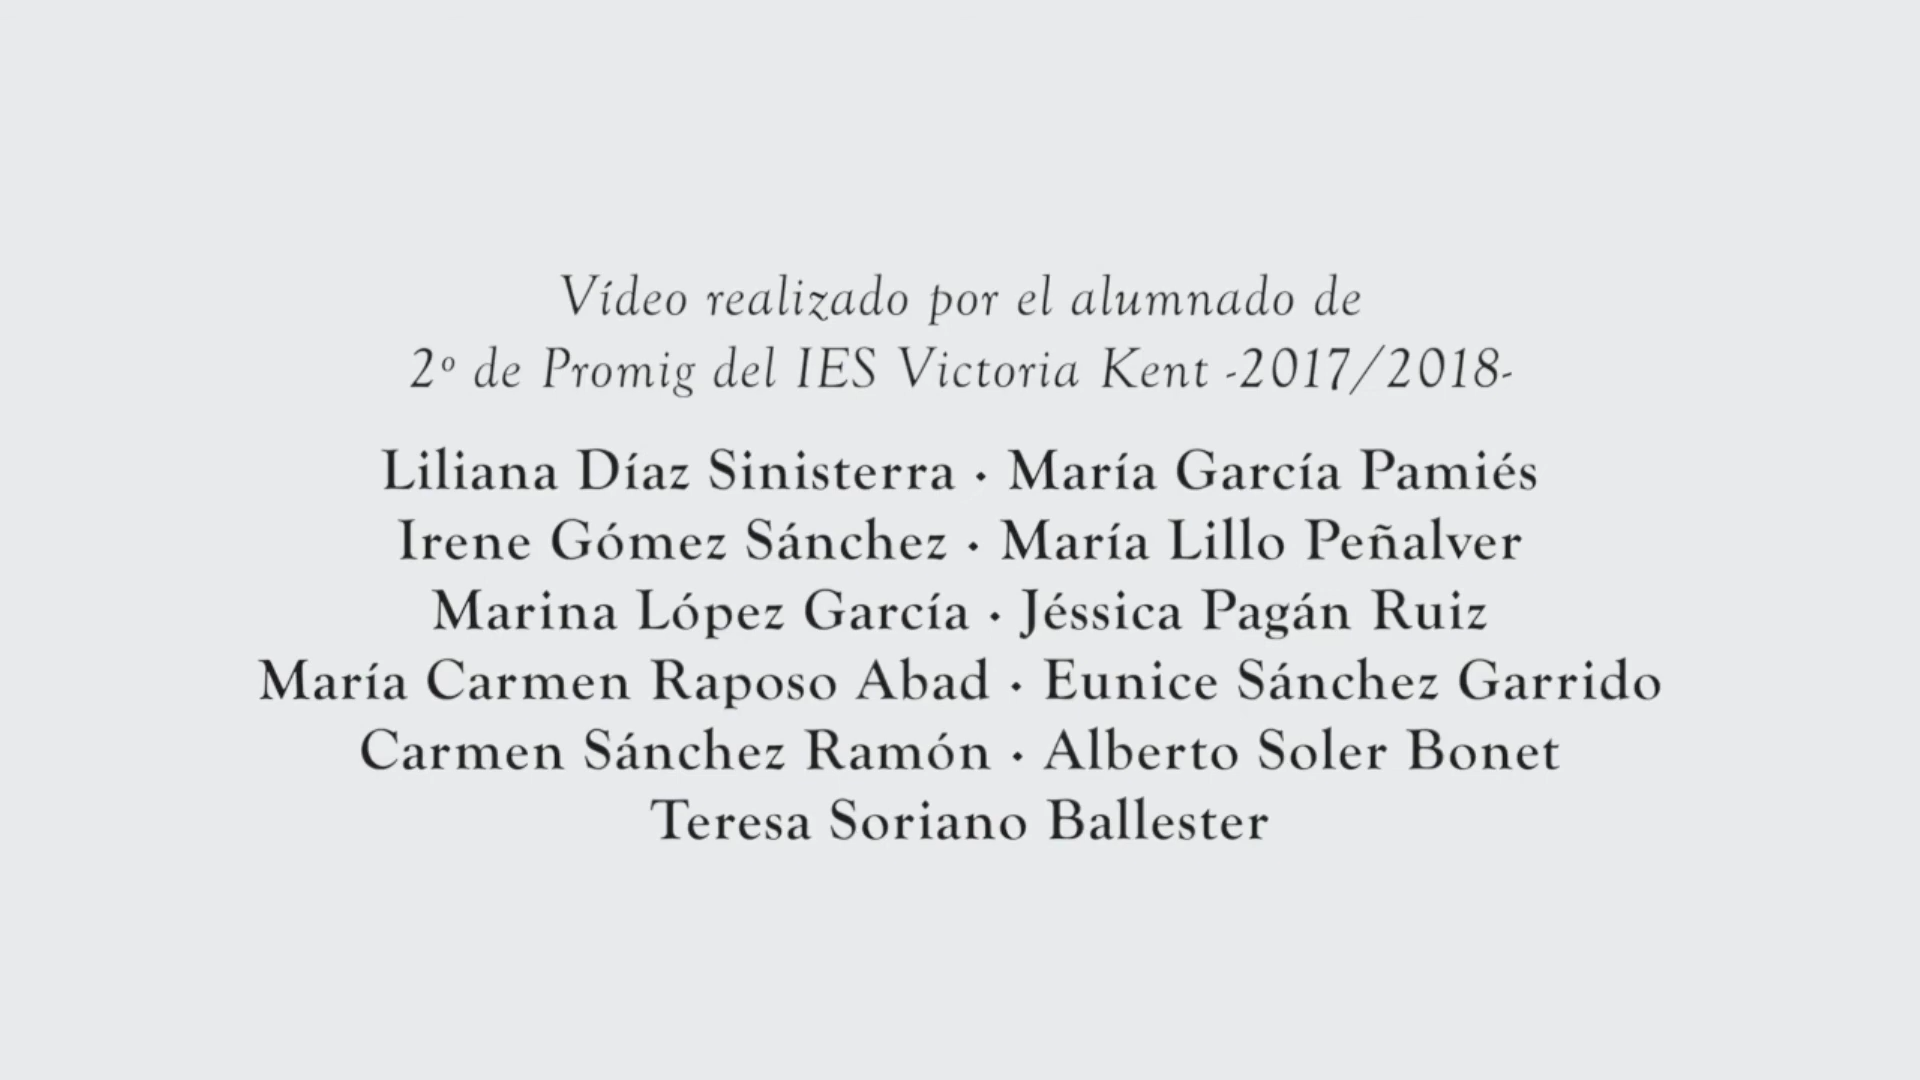 Vídeo realizado por el alumnado de
2º de Promig del IES Victoria Kent -2017/2018-
Liliana Díaz Sinisterra · María García Pamiés
Irene Gómez Sánchez · María Lillo Peñalver
Marina López García · Jéssica Pagán Ruiz
María Carmen Raposo Abad · Eunice Sánchez Garrido
Carmen Sánchez Ramón · Alberto Soler Bonet
Teresa Soriano Ballester